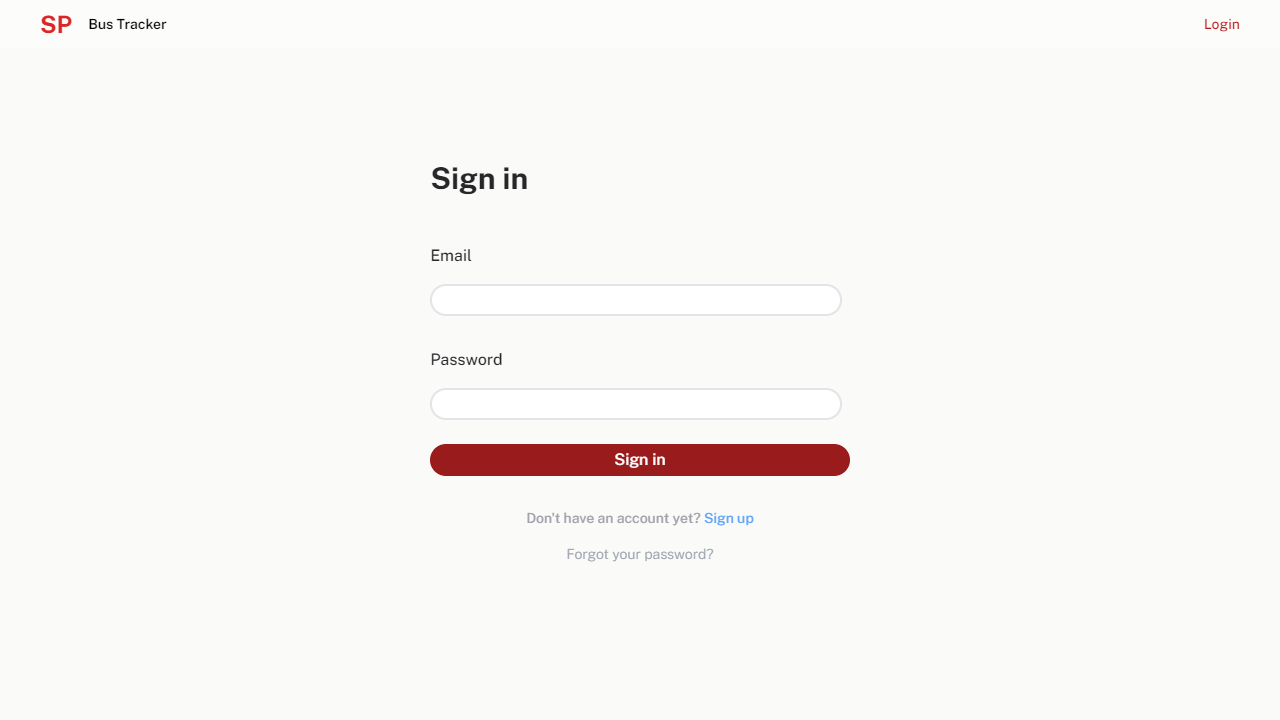 SP Bus Tracker Login
Sign in
Email
Password
Sign in
Don't have an account yet? Sign up
Forgot your password?